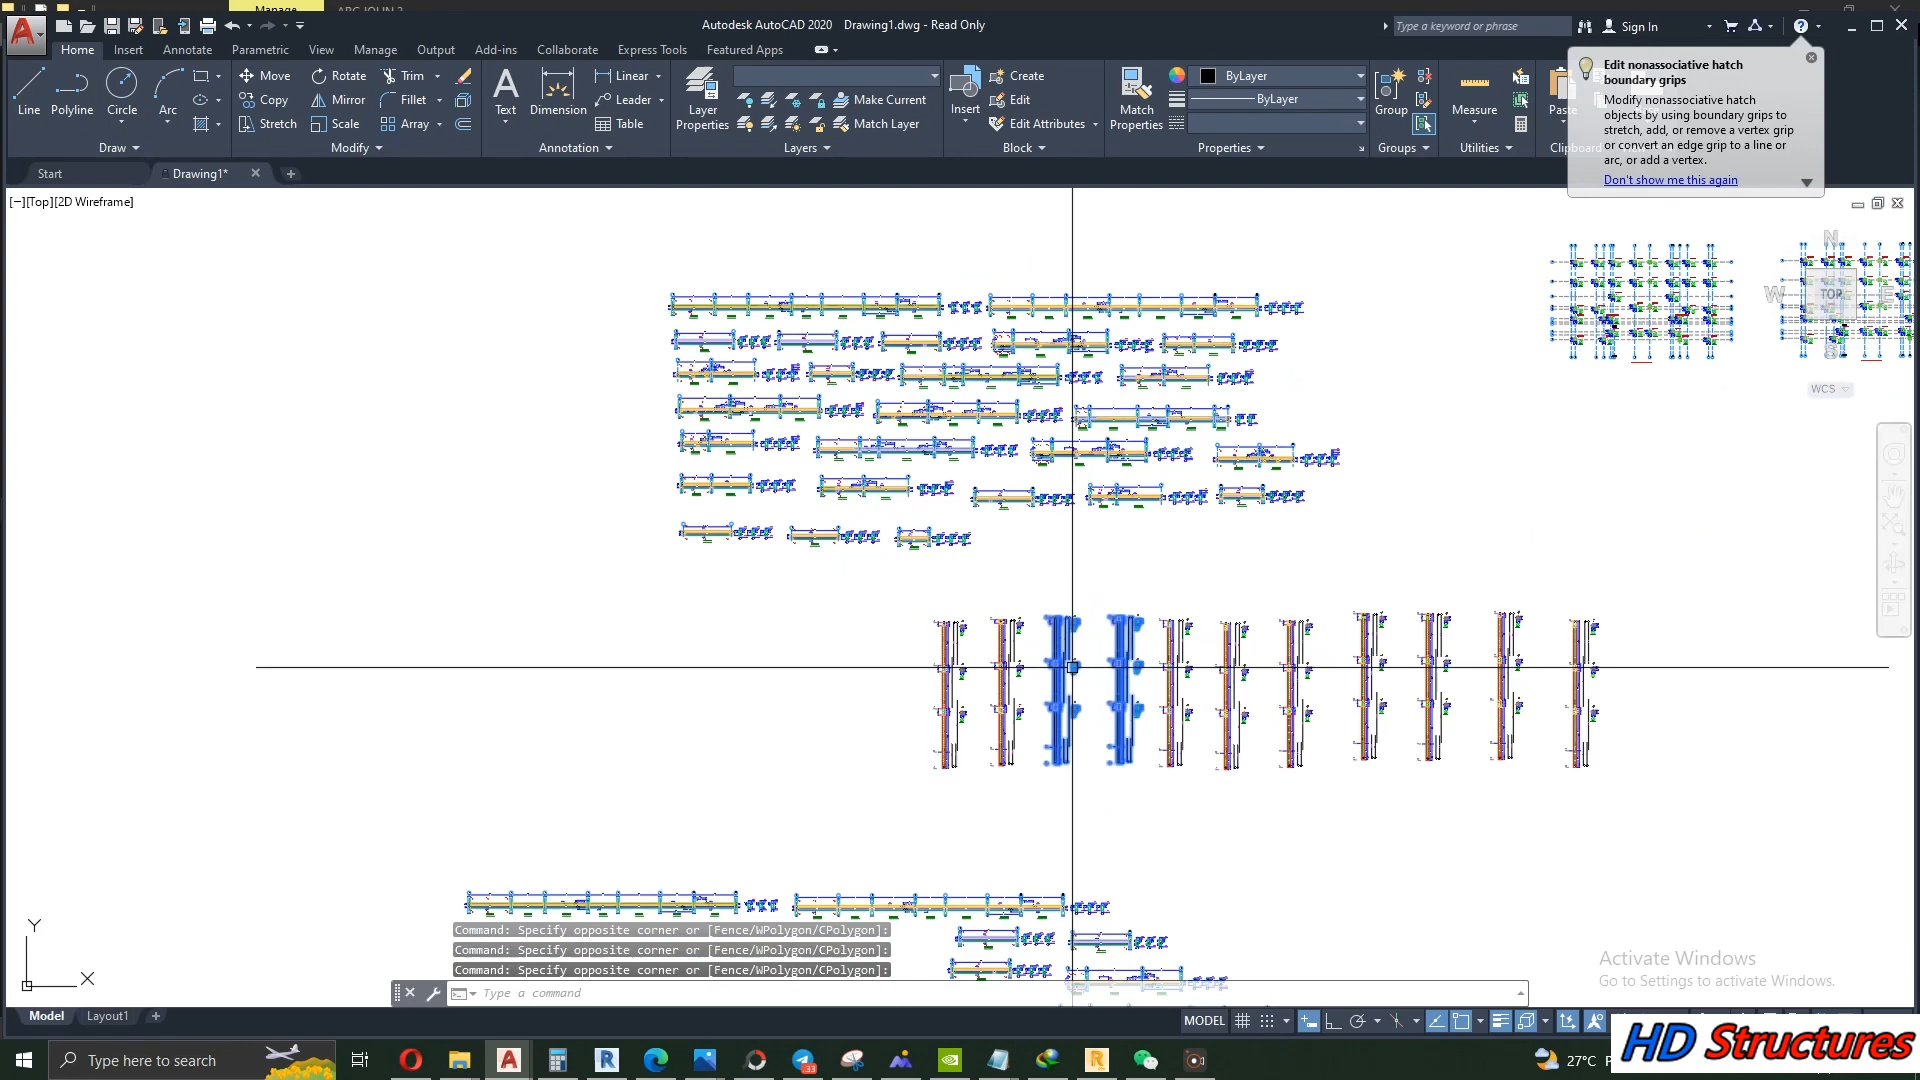 Manage
Autodesk AutoCAD 2020 Drawing1.dwg - Read Only
Type a keyword or phrase
Sign In
Home Insert Annotate Parametric View Manage Output Add-ins Collaborate Express Tools Featured Apps
Line Polyline Circle Arc
Move Rotate Trim
Copy Mirror Fillet
Stretch Scale Array
Text Dimension
Linear
Leader
Table
Layer Properties
Make Current
Match Layer
Insert
Create
Edit
Edit Attributes
Match Properties
ByLayer
ByLayer
Group
Measure
Paste
Draw Modify Annotation Layers Block Properties Groups Utilities
Edit nonassociative hatch
boundary grips
Modify nonassociative hatch
objects by using boundary grips to
stretch, add, or remove a vertex grip
or convert an edge grip to a line or
arc, or add a vertex.
Don't show me this again
Start Drawing1*
[−][Top][2D Wireframe]
N
W TOP E
S
WCS
Y
X
Command: Specify opposite corner or [Fence/WPolygon/CPolygon]:
Command: Specify opposite corner or [Fence/WPolygon/CPolygon]:
Command: Specify opposite corner or [Fence/WPolygon/CPolygon]:
Type a command
Activate Windows
Go to Settings to activate Windows.
Model Layout1
MODEL
HD Structures
Type here to search
27°C